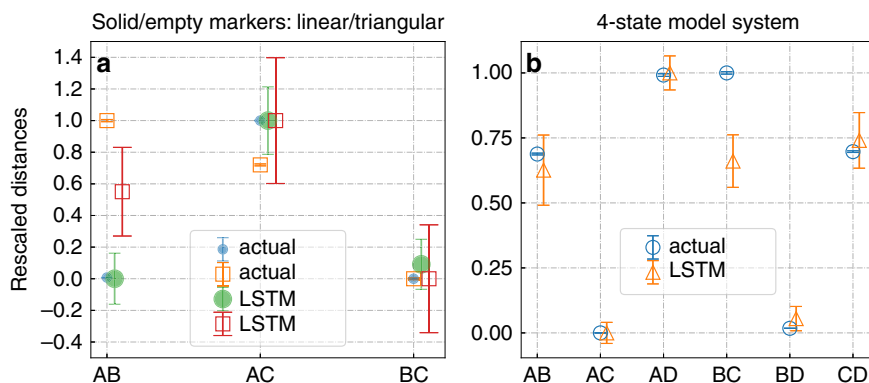 Solid/empty markers: linear/triangular
4-state model system
a
b
Rescaled distances
1.4
1.2
1.0
0.8
0.6
0.4
0.2
0.0
−0.2
−0.4
actual
actual
LSTM
LSTM
AB
AC
BC
1.00
0.75
0.50
0.25
0.00
actual
LSTM
AB
AC
AD
BC
BD
CD